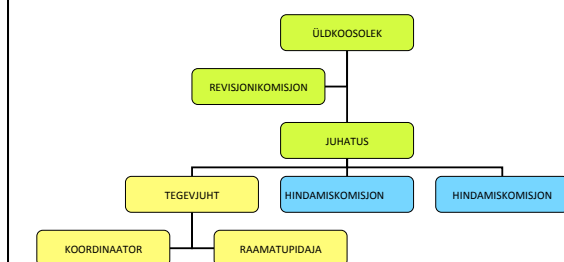 ÜLDKOOSOLEK
REVISJONIKOMISJON
JUHATUS
TEGEVJUHT
HINDAMISKOMISJON
HINDAMISKOMISJON
KOORDINAATOR
RAAMATUPIDAJA